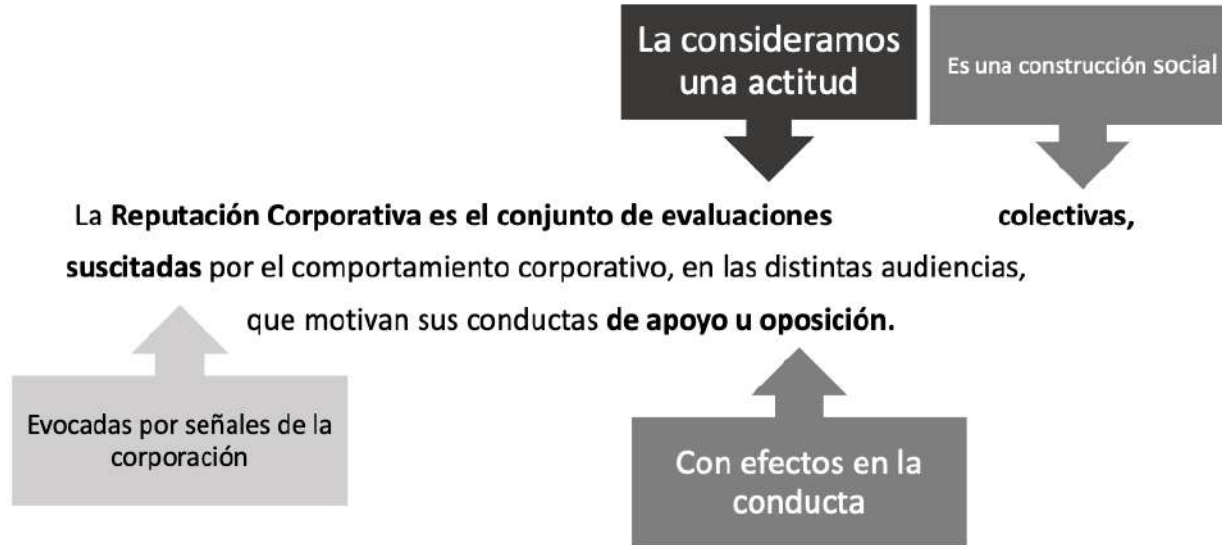 La consideramos
una actitud
Es una construcción social
La Reputación Corporativa es el conjunto de evaluaciones colectivas,
suscitadas por el comportamiento corporativo, en las distintas audiencias,
que motivan sus conductas de apoyo u oposición.
Evocadas por señales de la
corporación
Con efectos en la
conducta